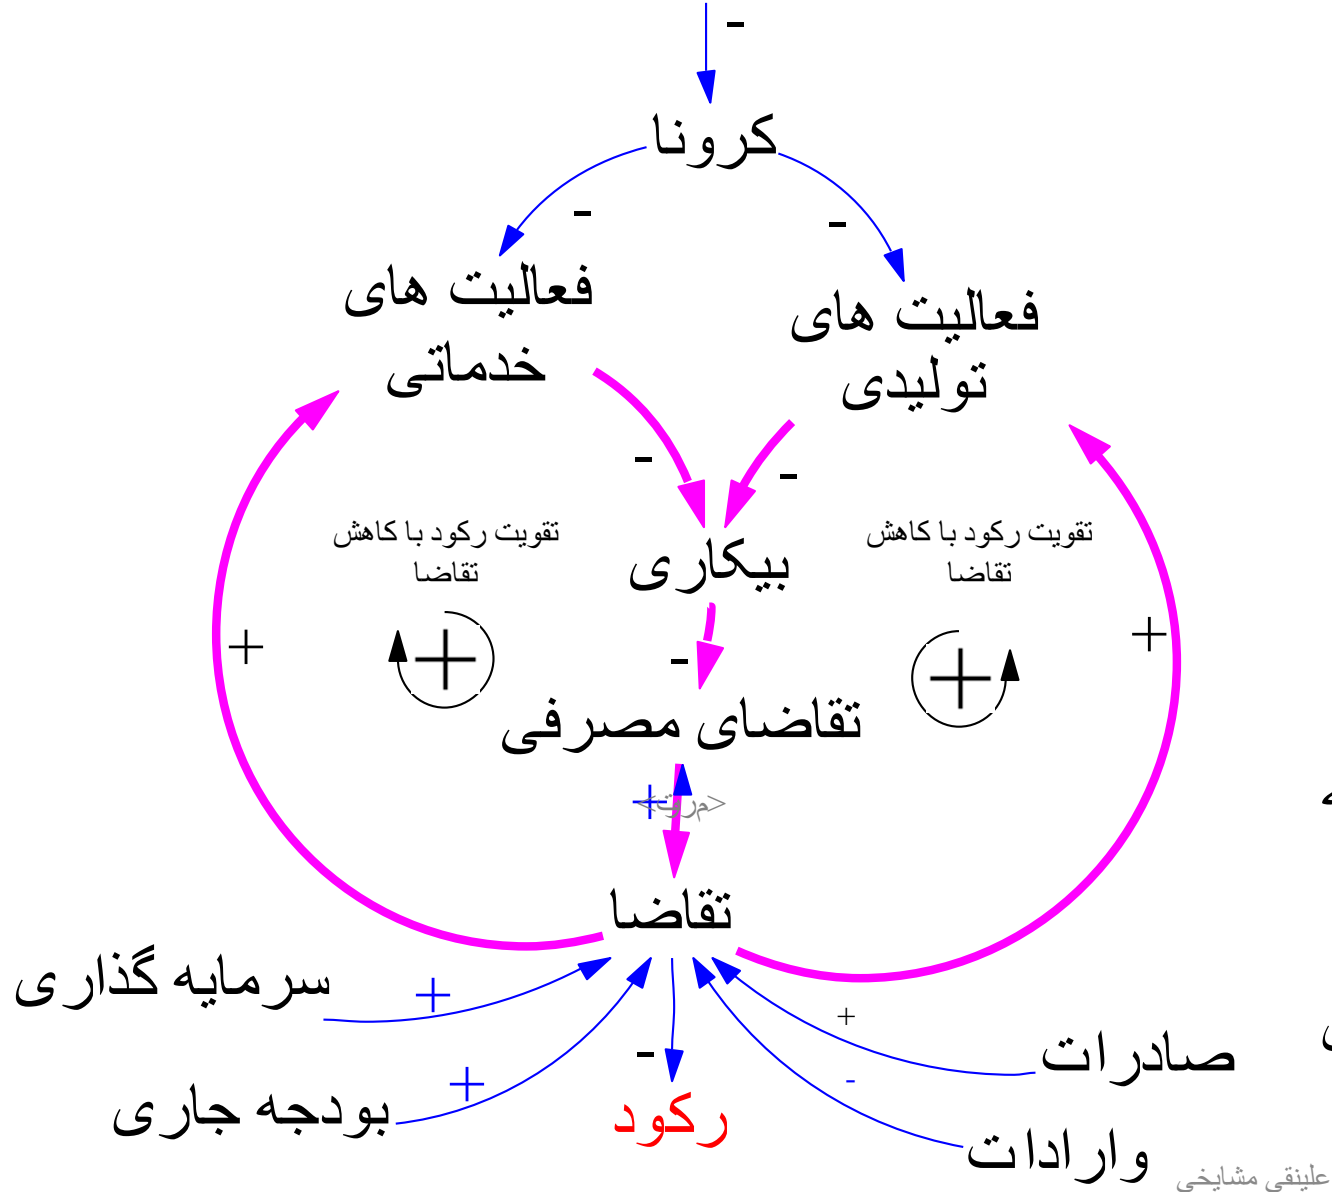 -
کرونا
-
-
فعالیت های
خدماتی
فعالیت های
تولیدی
-
-
تقویت رکود با کاهش
تقاضا
تقویت رکود با کاهش
تقاضا
بیکاری
+
+
+
+
-
تقاضای مصرفی
+
تقاضا
سرمایه گذاری
+
+
صادرات
-
-
بودجه جاری
+
رکود
وارادات
علینقی مشایخی